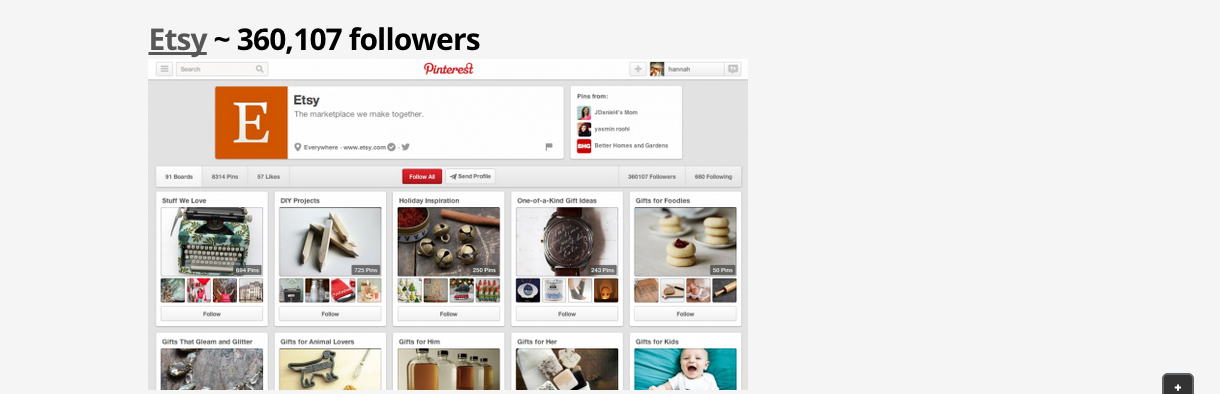 Etsy ~ 360,107 followers
Search
Pinterest
hannah
E
Etsy
The marketplace we make together.
Everywhere · www.etsy.com
Pins from:
JDaniel4's Mom
yasmin roohi
BHG
Better Homes and Gardens
91 Boards
8314 Pins
57 Likes
Follow All
Send Profile
360107 Followers
680 Following
Stuff We Love
DIY Projects
Holiday Inspiration
One-of-a-Kind Gift Ideas
Gifts for Foodies
694 Pins
725 Pins
250 Pins
243 Pins
50 Pins
Follow
Follow
Follow
Follow
Follow
Gifts That Gleam and Glitter
Gifts for Animal Lovers
Gifts for Him
Gifts for Her
Gifts for Kids
+